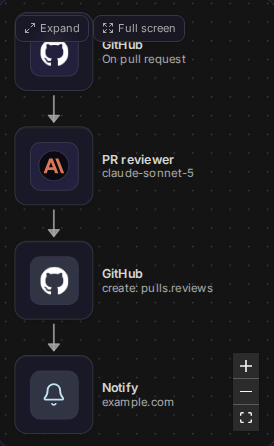 Expand
Full screen
GitHub
On pull request
PR reviewer
claude-sonnet-5
GitHub
create: pulls.reviews
Notify
example.com